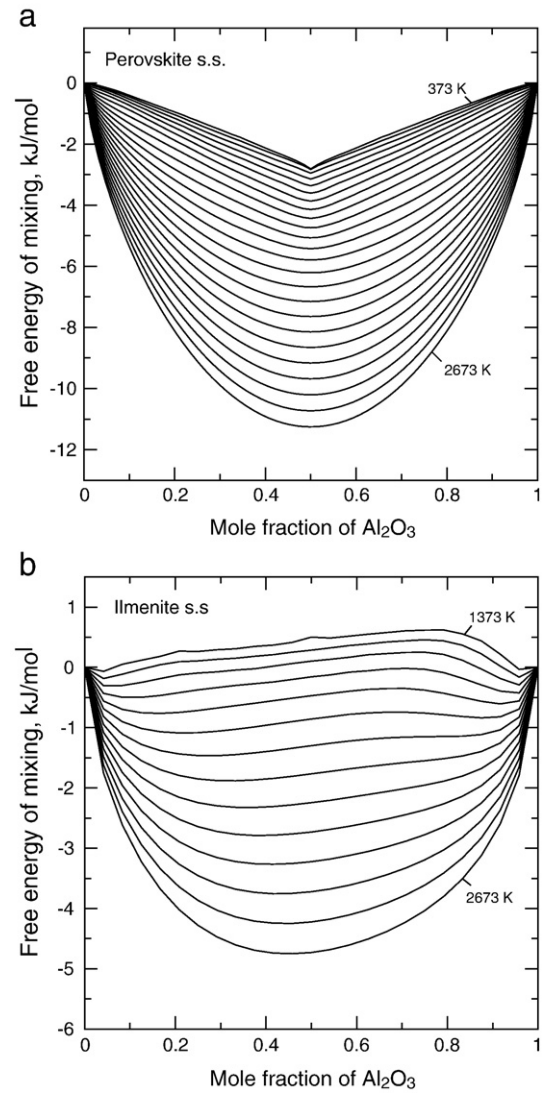 a
Perovskite s.s.
373 K
2673 K
0
-2
-4
-6
-8
-10
-12
Free energy of mixing, kJ/mol
0 0.2 0.4 0.6 0.8 1
Mole fraction of Al₂O₃
b
Ilmenite s.s
1373 K
2673 K
1
0
-1
-2
-3
-4
-5
-6
Free energy of mixing, kJ/mol
0 0.2 0.4 0.6 0.8 1
Mole fraction of Al₂O₃